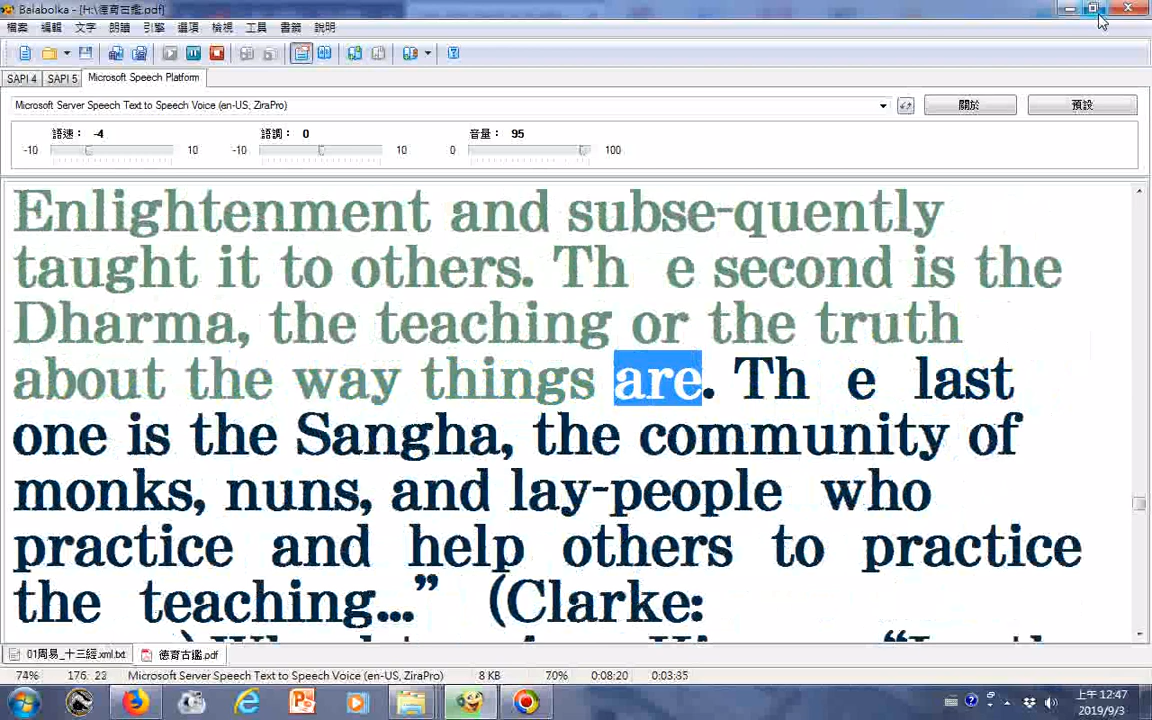 Balabolka - [H:\德育古鑑.pdf]
檔案 編輯 文字 朗讀 引擎 選項 檢視 工具 書籤 說明
SAPI 4 SAPI 5 Microsoft Speech Platform
Microsoft Server Speech Text to Speech Voice (en-US, ZiraPro) 關於 預設
語速： -4 語調： 0 音量： 95
-10 10 -10 10 0 100
Enlightenment and subse-quently
taught it to others. Th e second is the
Dharma, the teaching or the truth
about the way things are. Th e last
one is the Sangha, the community of
monks, nuns, and lay-people who
practice and help others to practice
the teaching...” (Clarke:
01周易_十三經.xml.txt 德育古鑑.pdf
74% 176, 23 Microsoft Server Speech Text to Speech Voice (en-US, ZiraPro) 8 KB 70% 0:08:20 0:03:35
上午 12:47
2019/9/3